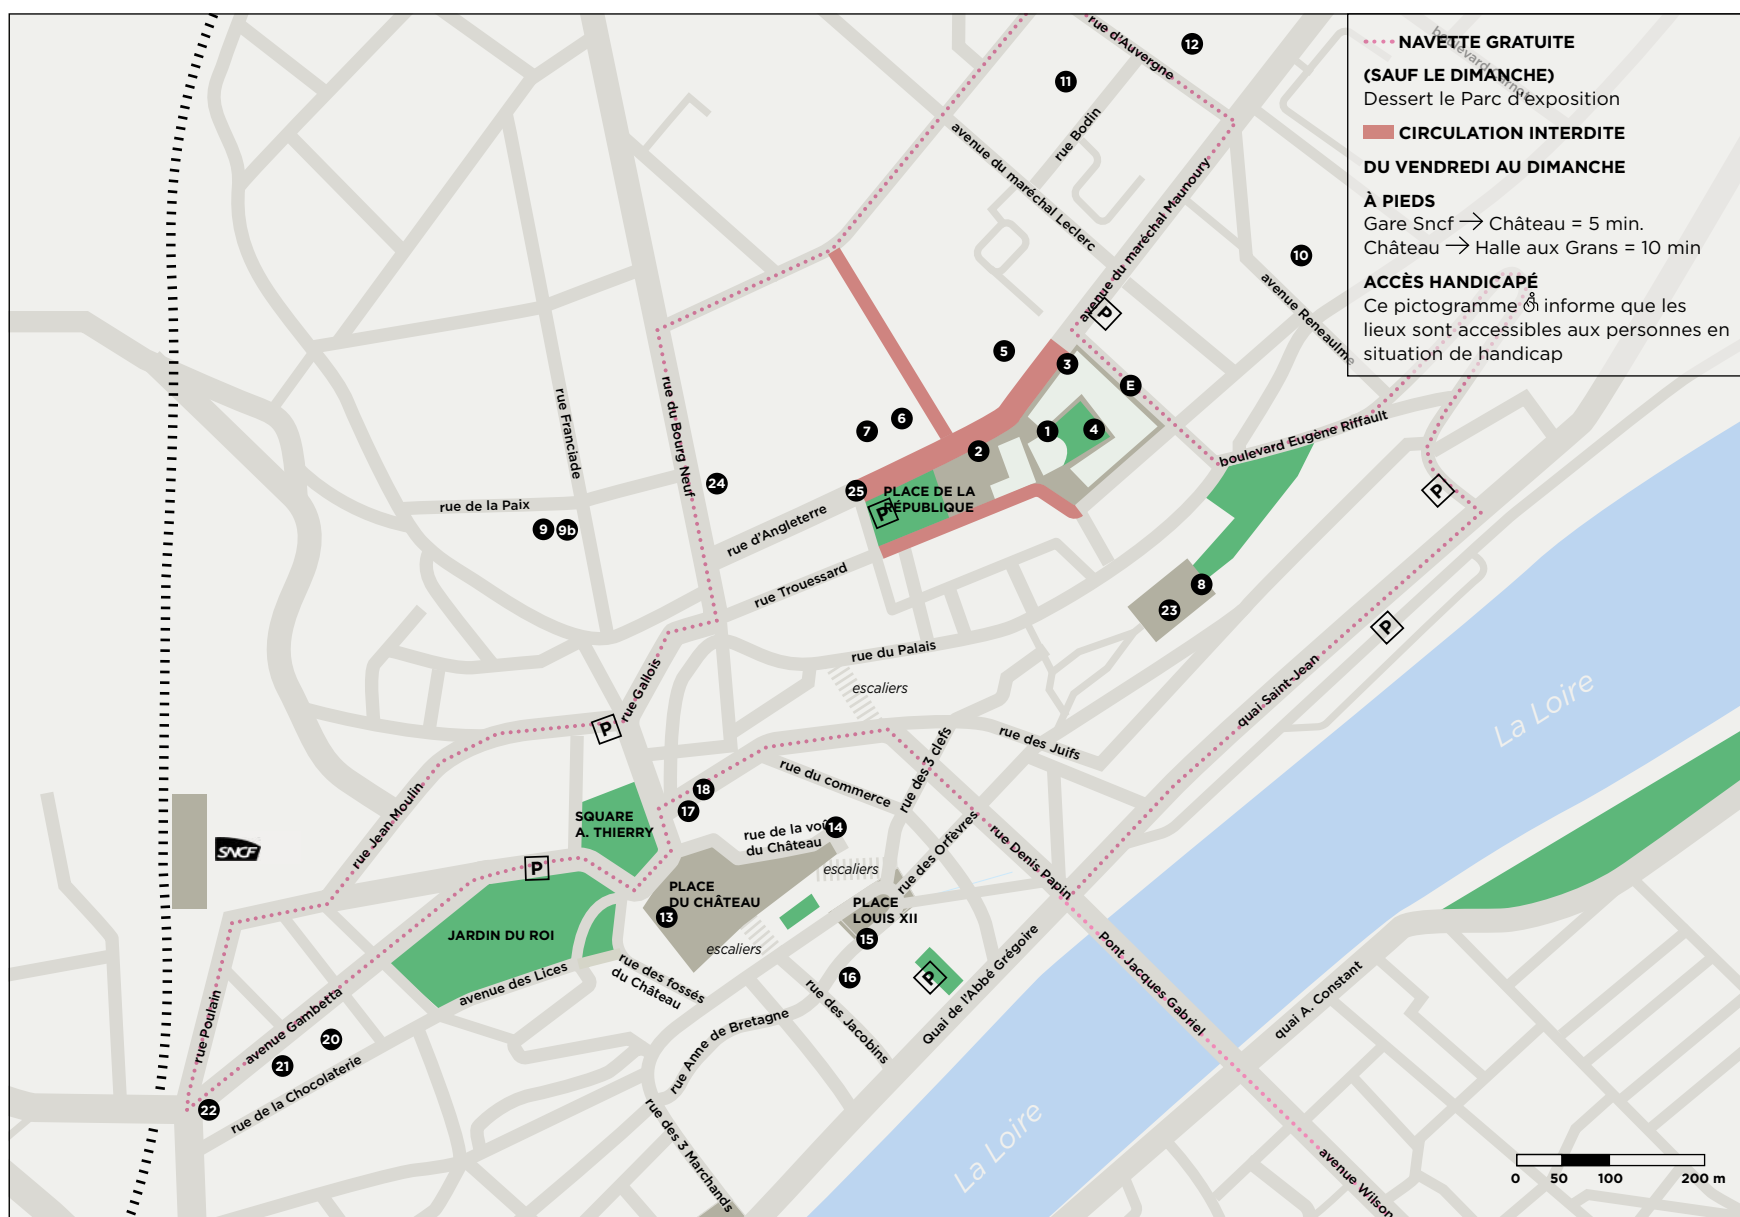 NAVETTE GRATUITE
(SAUF LE DIMANCHE)
Dessert le Parc d'exposition
CIRCULATION INTERDITE
DU VENDREDI AU DIMANCHE
À PIEDS
Gare Sncf → Château = 5 min.
Château → Halle aux Grans = 10 min
ACCÈS HANDICAPÉ
Ce pictogramme informe que les
lieux sont accessibles aux personnes en
situation de handicap
rue d'Auvergne
12
11
rue Bodin
avenue du maréchal Leclerc
avenue du maréchal Maunoury
10
avenue Reneaulme
P
5
3
E
6
7
1
4
2
boulevard Eugène Riffault
rue Franciade
rue du Bourg Neuf
24
25
PLACE DE LA
RÉPUBLIQUE
P
P
rue de la Paix
9
9b
rue d'Angleterre
rue Trouessard
8
23
P
rue du Palais
escaliers
rue Gallois
P
quai Saint-Jean
La Loire
rue des Juifs
rue des 3 clefs
rue du commerce
18
17
SQUARE
A. THIERRY
rue Jean Moulin
SNCF
14
rue de la voû
du Château
escaliers
rue des Orfèvres
rue Denis Papin
P
PLACE
DU CHÂTEAU
13
PLACE
LOUIS XII
15
JARDIN DU ROI
escaliers
avenue des Lices
rue des fossés
du Château
16
P
rue des Jacobins
Quai de l'Abbé Grégoire
Pont Jacques Gabriel
quai A. Constant
rue Poulain
avenue Gambetta
20
21
22
rue de la Chocolaterie
rue Anne de Bretagne
rue des 3 Marchands
La Loire
avenue Wilson
0 50 100 200 m